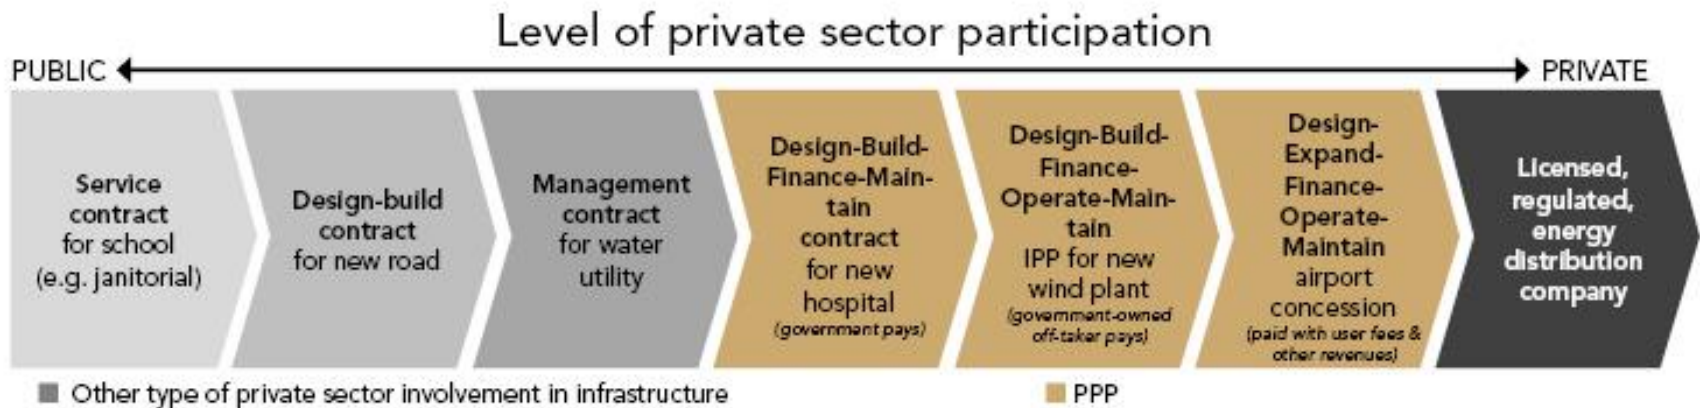 Level of private sector participation
PUBLIC
PRIVATE
Service
contract
for school
(e.g. janitorial)
Design-build
contract
for new road
Management
contract
for water
utility
Design-Build-
Finance-Main-
tain
contract
for new
hospital
(government pays)
Design-Build-
Finance-
Operate-Main-
tain
IPP for new
wind plant
(government-owned
off-taker pays)
Design-
Expand-
Finance-
Operate-
Maintain
airport
concession
(paid with user fees &
other revenues)
Licensed,
regulated,
energy
distribution
company
Other type of private sector involvement in infrastructure
PPP